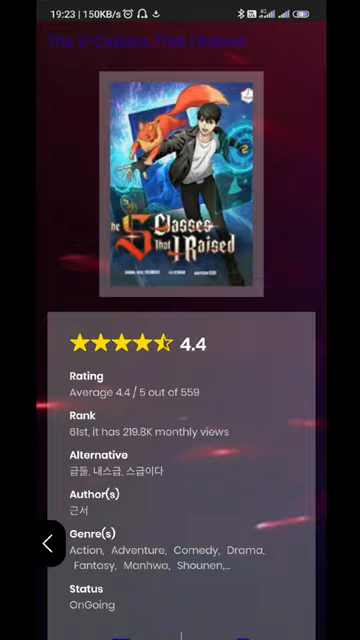 19:23 | 150KB/s
The S-Classes That I Raised
The S Classes
That I Raised
4.4
Rating
Average 4.4 / 5 out of 559
Rank
61st, it has 219.8K monthly views
Alternative
귿들, 내스급, 스급이다
Author(s)
근서
Genre(s)
Action, Adventure, Comedy, Drama,
Fantasy, Manhwa, Shounen,...
Status
OnGoing